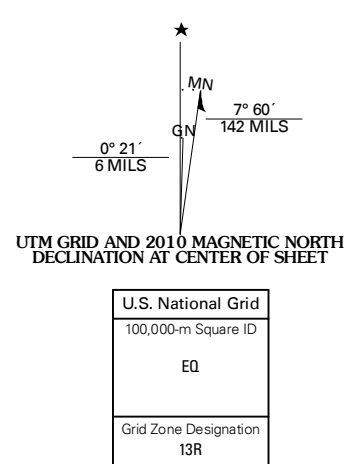 ★
MN
7° 60´
142 MILS
GN
0° 21´
6 MILS
UTM GRID AND 2010 MAGNETIC NORTH
DECLINATION AT CENTER OF SHEET
U.S. National Grid
100,000-m Square ID
EQ
Grid Zone Designation
13R